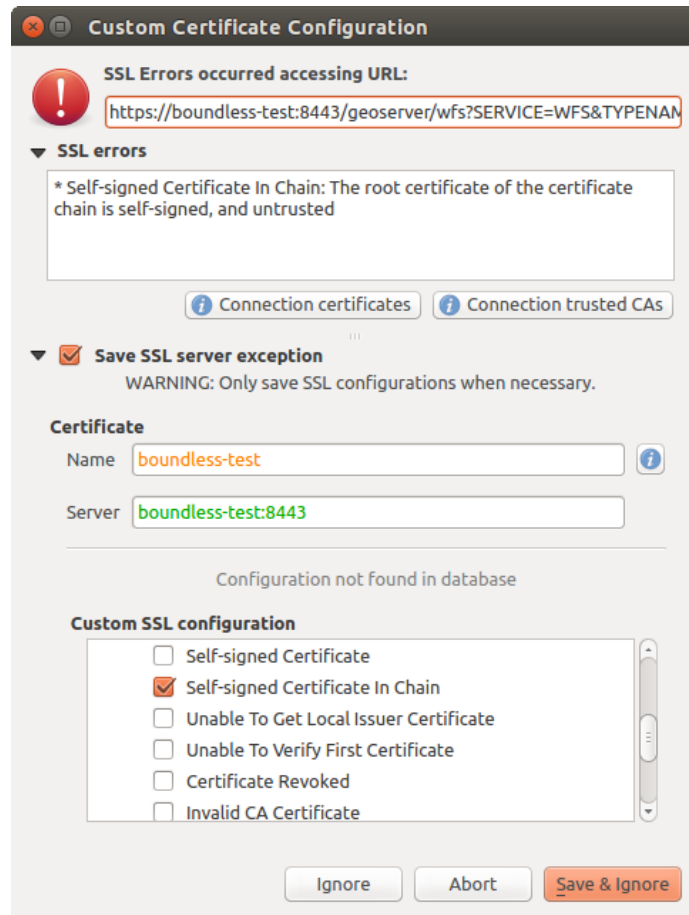 Custom Certificate Configuration
SSL Errors occurred accessing URL:
https://boundless-test:8443/geoserver/wfs?SERVICE=WFS&TYPENAM
SSL errors
* Self-signed Certificate In Chain: The root certificate of the certificate
chain is self-signed, and untrusted
Connection certificates Connection trusted CAs
Save SSL server exception
WARNING: Only save SSL configurations when necessary.
Certificate
Name boundless-test
Server boundless-test:8443
Configuration not found in database
Custom SSL configuration
Self-signed Certificate
Self-signed Certificate In Chain
Unable To Get Local Issuer Certificate
Unable To Verify First Certificate
Certificate Revoked
Invalid CA Certificate
Ignore Abort Save & Ignore